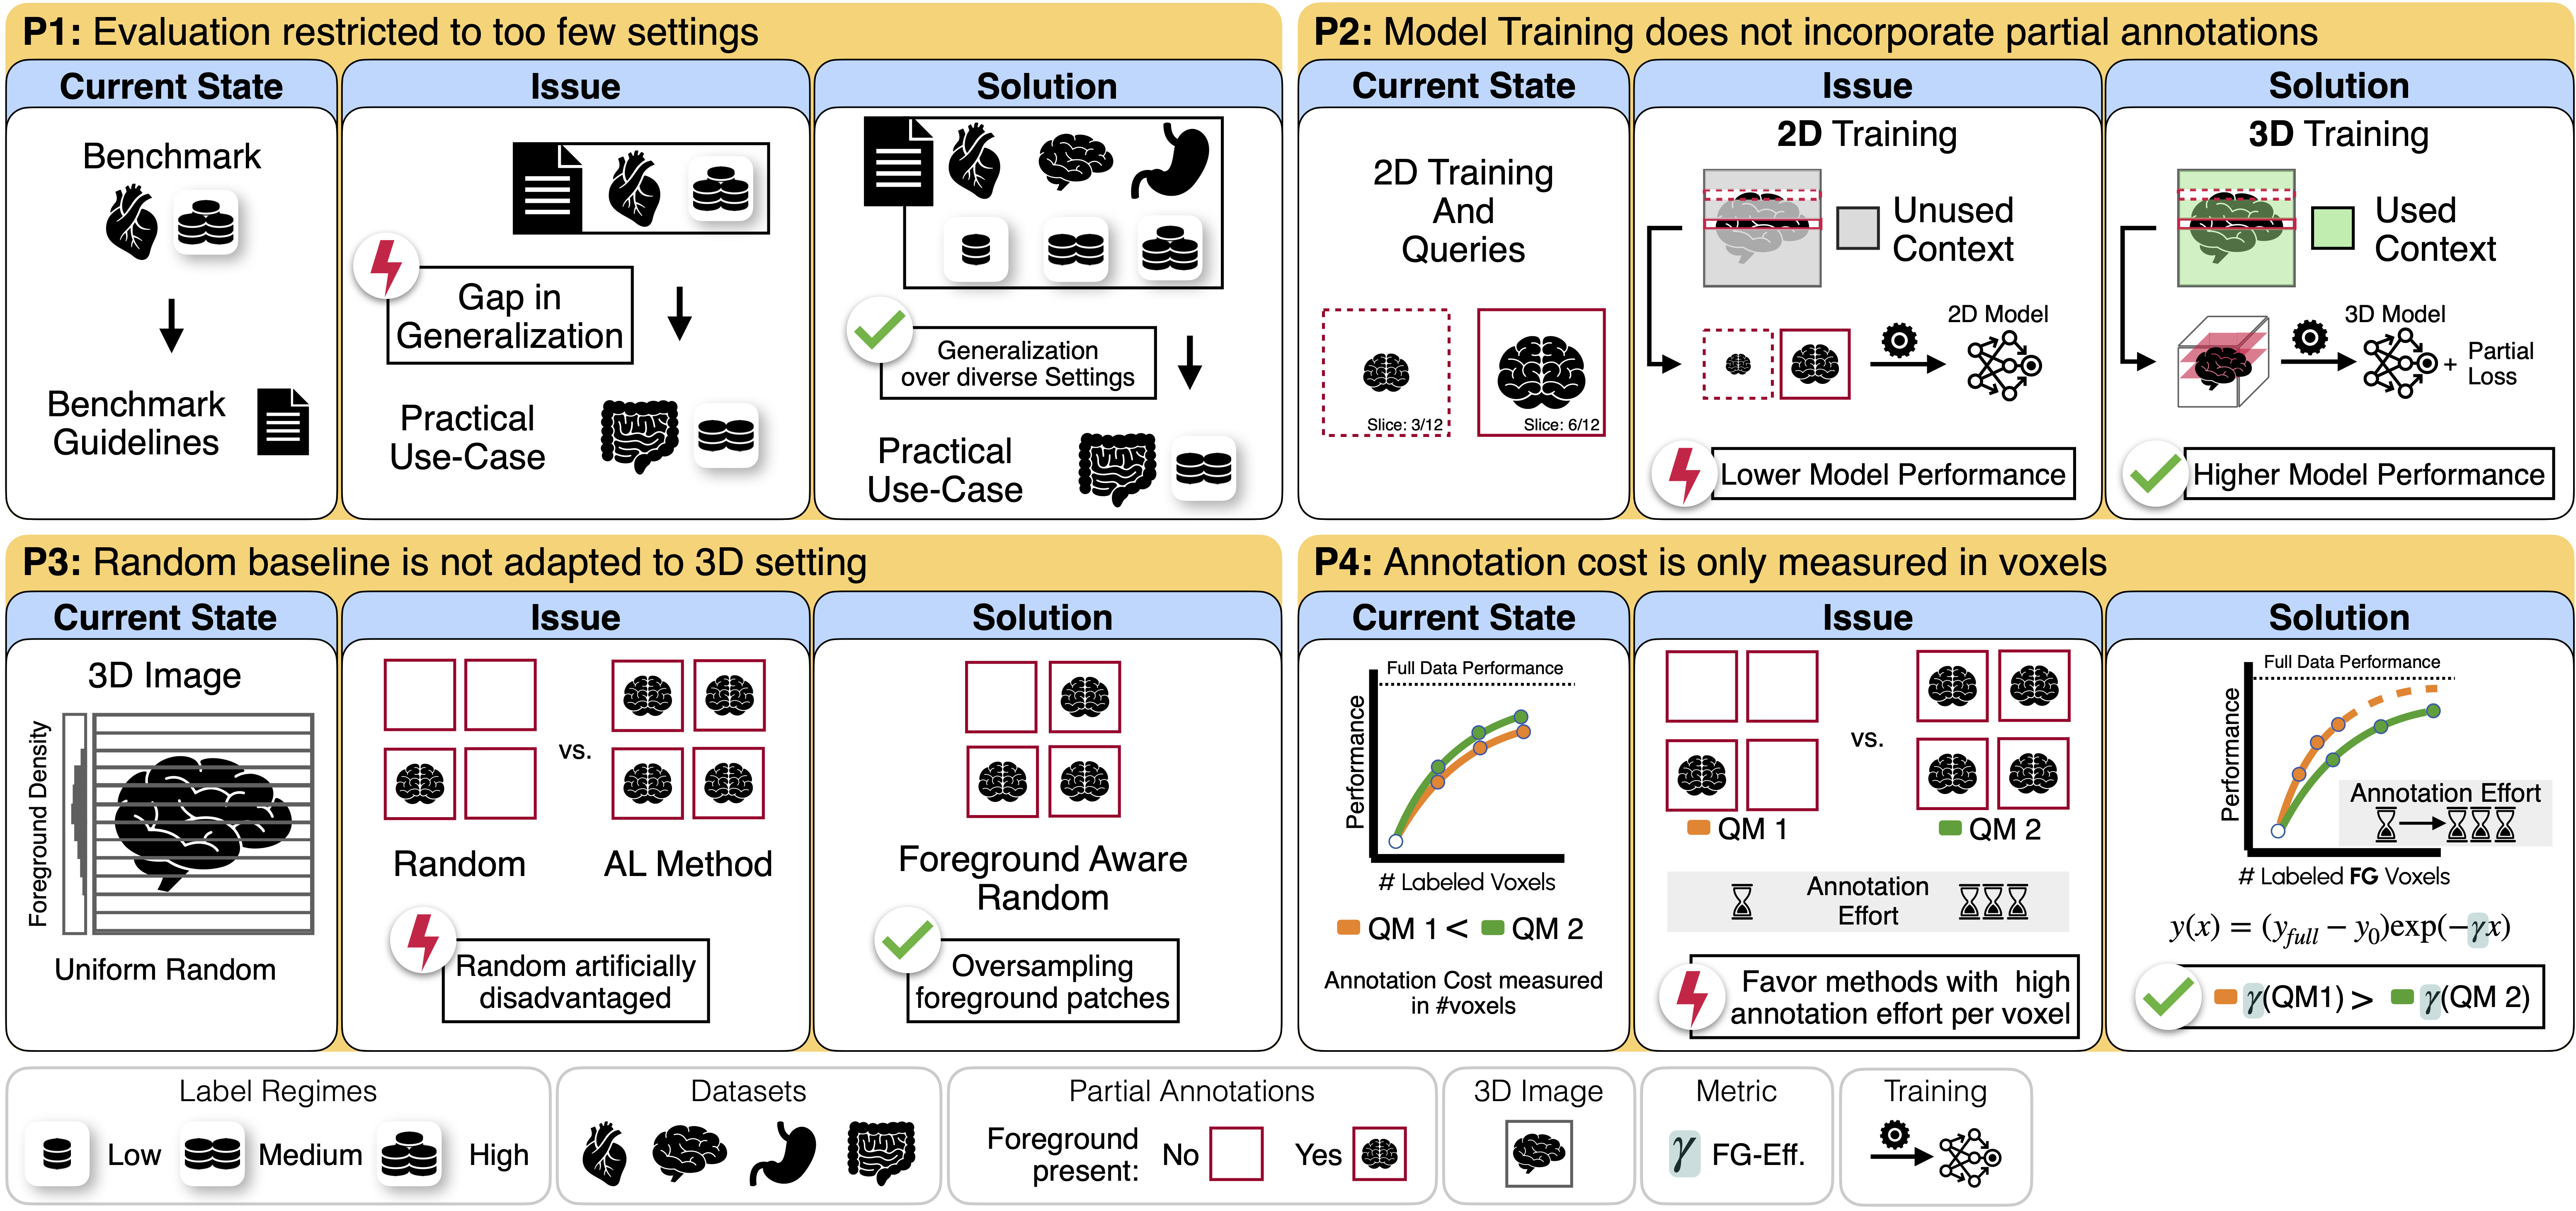 P1: Evaluation restricted to too few settings
Current State
Benchmark
Benchmark
Guidelines
Issue
Gap in
Generalization
Practical
Use-Case
Solution
Generalization
over diverse Settings
Practical
Use-Case
P2: Model Training does not incorporate partial annotations
Current State
2D Training
And
Queries
Slice: 3/12
Slice: 6/12
Issue
2D Training
Unused
Context
2D Model
Lower Model Performance
Solution
3D Training
Used
Context
3D Model
+ Partial
Loss
Higher Model Performance
P3: Random baseline is not adapted to 3D setting
Current State
3D Image
Foreground Density
Uniform Random
Issue
vs.
Random
AL Method
Random artificially
disadvantaged
Solution
Foreground Aware
Random
Oversampling
foreground patches
P4: Annotation cost is only measured in voxels
Current State
Full Data Performance
Performance
# Labeled Voxels
QM 1 < QM 2
Annotation Cost measured
in #voxels
Issue
vs.
QM 1
QM 2
Annotation
Effort
Favor methods with high
annotation effort per voxel
Solution
Full Data Performance
Performance
Annotation Effort
# Labeled FG Voxels
y(x) = (y_full − y_0)exp(−γx)
γ(QM1) > γ(QM 2)
Label Regimes
Low
Medium
High
Datasets
Partial Annotations
Foreground
present:
No
Yes
3D Image
Metric
γ FG-Eff.
Training